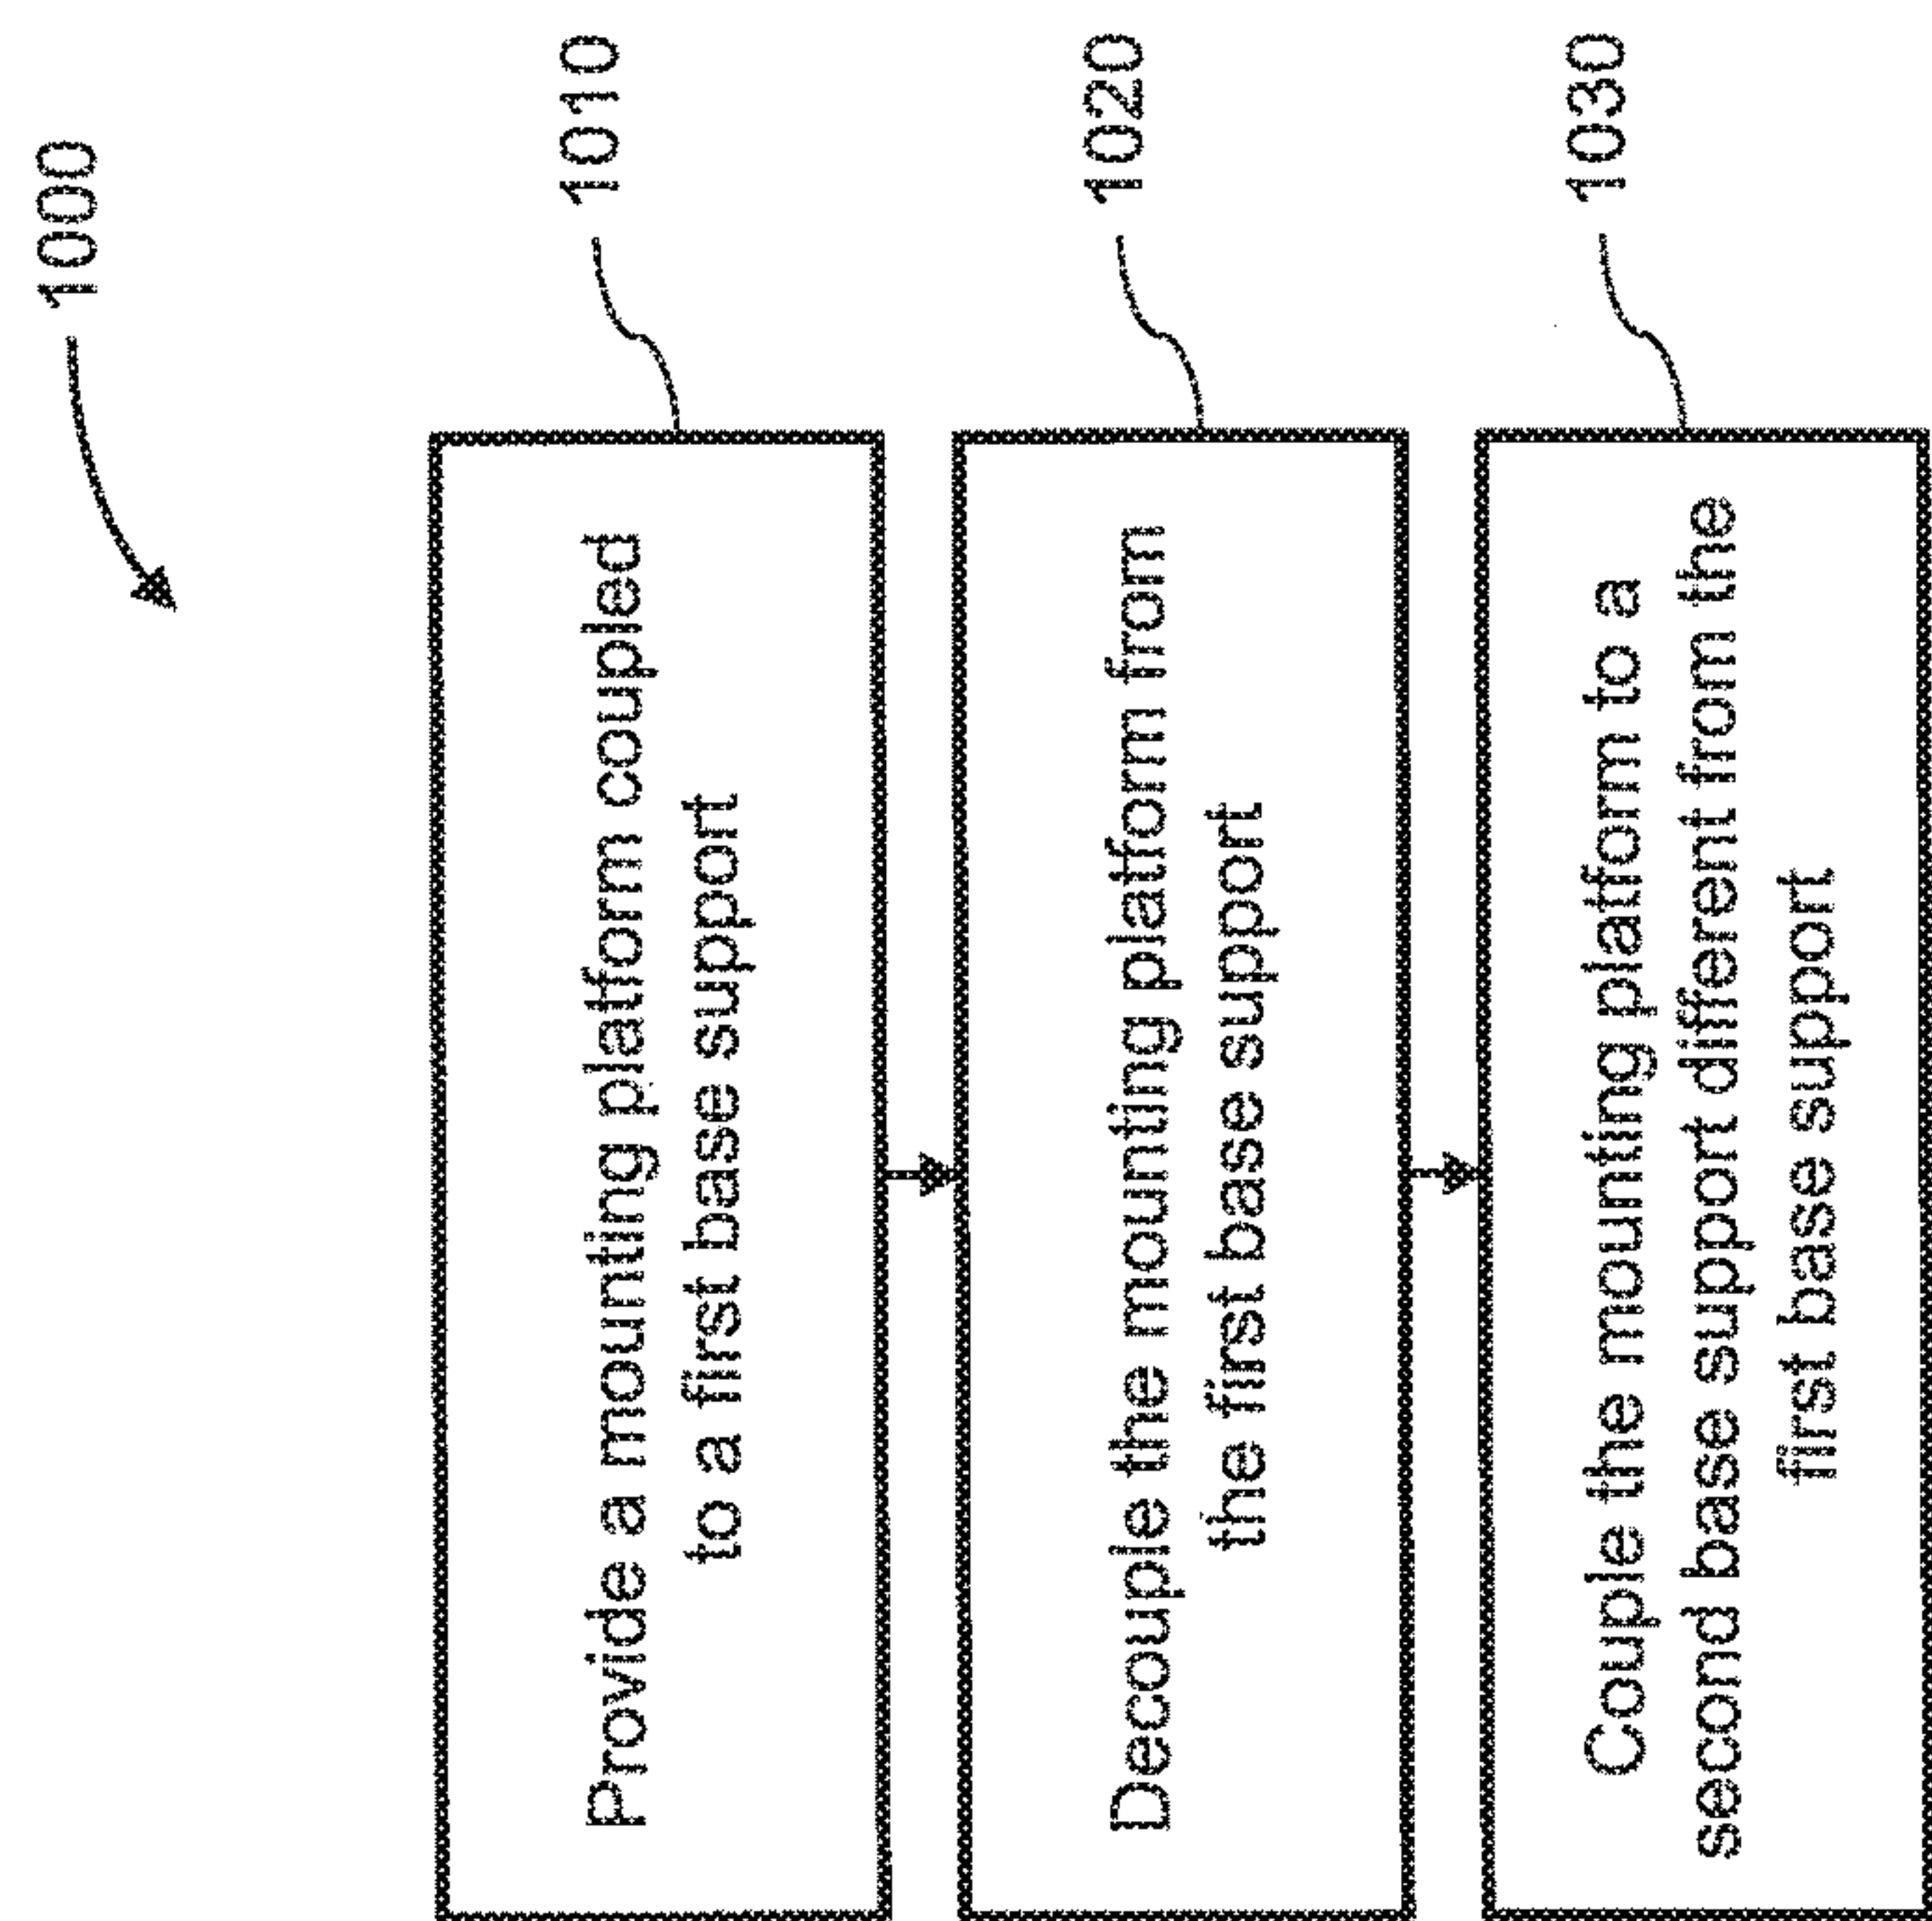 1000
Provide a mounting platform coupled
to a first base support
1010
Decouple the mounting platform from
the first base support
1020
Couple the mounting platform to a
second base support different from the
first base support
1030